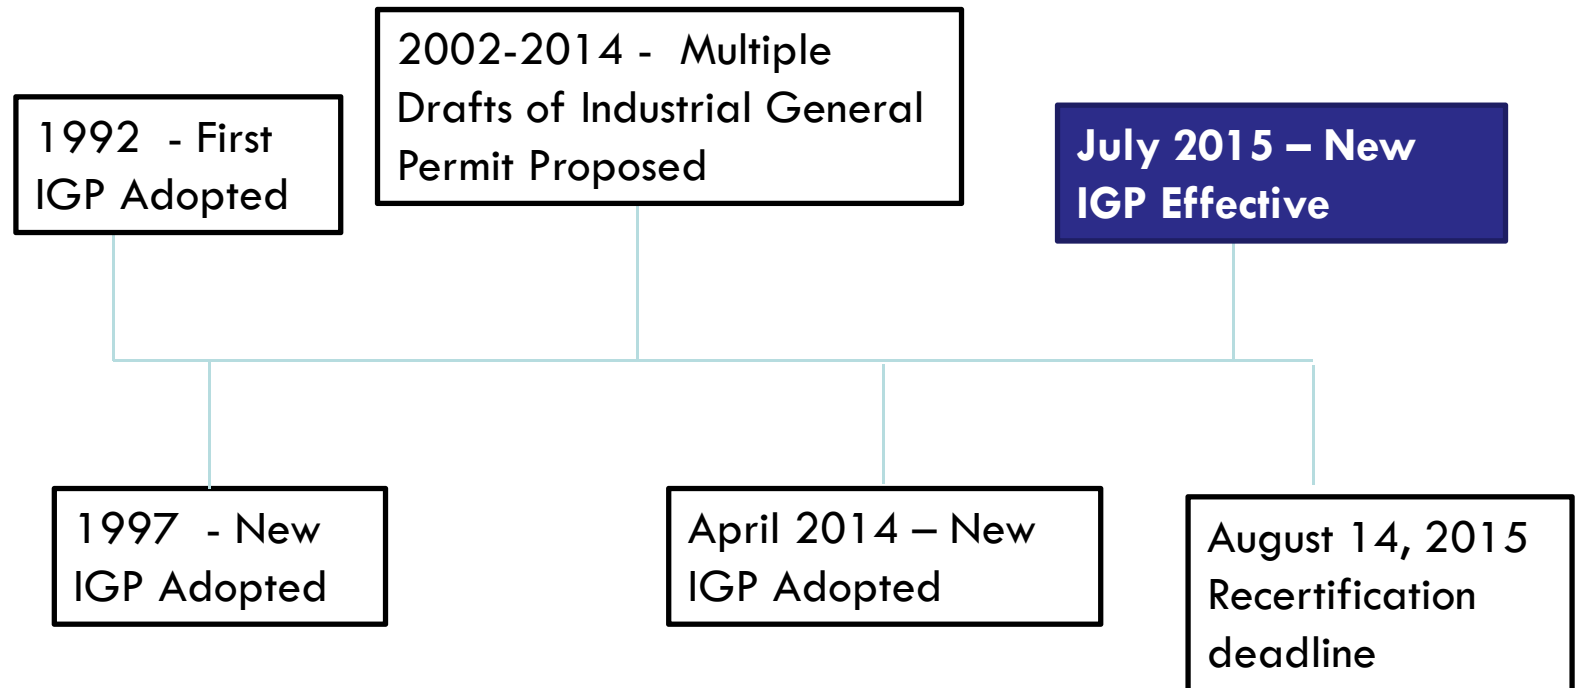 1992 - First
IGP Adopted
2002-2014 - Multiple
Drafts of Industrial General
Permit Proposed
July 2015 – New
IGP Effective
1997 - New
IGP Adopted
April 2014 – New
IGP Adopted
August 14, 2015
Recertification
deadline